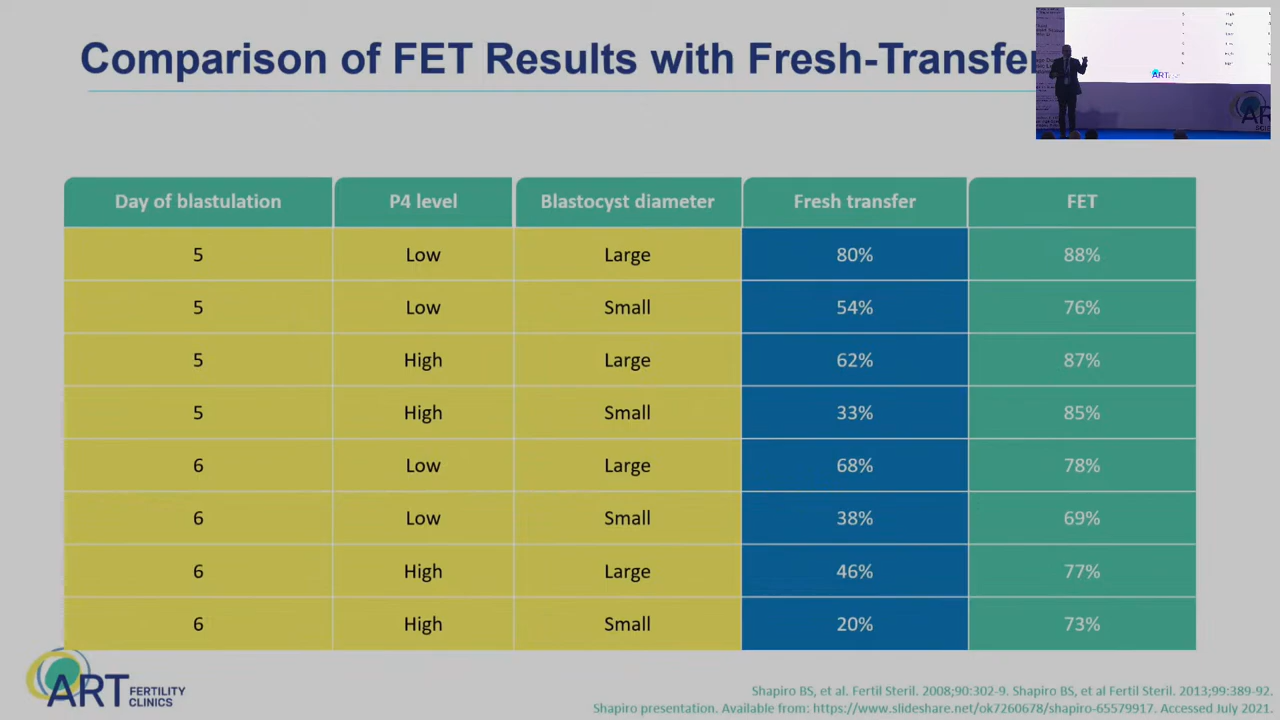 Comparison of FET Results with Fresh-Transfer
Day of blastulation P4 level Blastocyst diameter Fresh transfer FET
5 Low Large 80% 88%
5 Low Small 54% 76%
5 High Large 62% 87%
5 High Small 33% 85%
6 Low Large 68% 78%
6 Low Small 38% 69%
6 High Large 46% 77%
6 High Small 20% 73%
ART FERTILITY CLINICS
Shapiro BS, et al. Fertil Steril. 2008;90:302-9. Shapiro BS, et al Fertil Steril. 2013;99:389-92.
Shapiro presentation. Available from: https://www.slideshare.net/ok7260678/shapiro-65579917. Accessed July 2021.
ART